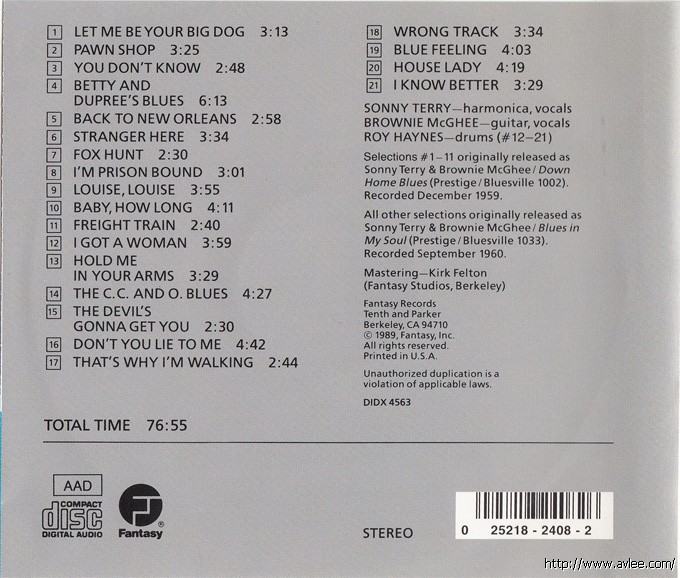 1 LET ME BE YOUR BIG DOG 3:13
2 PAWN SHOP 3:25
3 YOU DON'T KNOW 2:48
4 BETTY AND
DUPREE'S BLUES 6:13
5 BACK TO NEW ORLEANS 2:58
6 STRANGER HERE 3:34
7 FOX HUNT 2:30
8 I'M PRISON BOUND 3:01
9 LOUISE, LOUISE 3:55
10 BABY, HOW LONG 4:11
11 FREIGHT TRAIN 2:40
12 I GOT A WOMAN 3:59
13 HOLD ME
IN YOUR ARMS 3:29
14 THE C.C. AND O. BLUES 4:27
15 THE DEVIL'S
GONNA GET YOU 2:30
16 DON'T YOU LIE TO ME 4:42
17 THAT'S WHY I'M WALKING 2:44
18 WRONG TRACK 3:34
19 BLUE FEELING 4:03
20 HOUSE LADY 4:19
21 I KNOW BETTER 3:29
SONNY TERRY—harmonica, vocals
BROWNIE McGHEE—guitar, vocals
ROY HAYNES—drums (#12–21)
Selections #1–11 originally released as
Sonny Terry & Brownie McGhee/Down
Home Blues (Prestige/Bluesville 1002).
Recorded December 1959.
All other selections originally released as
Sonny Terry & Brownie McGhee/Blues in
My Soul (Prestige/Bluesville 1033).
Recorded September 1960.
Mastering—Kirk Felton
(Fantasy Studios, Berkeley)
Fantasy Records
Tenth and Parker
Berkeley, CA 94710
© 1989, Fantasy, Inc.
All rights reserved.
Printed in U.S.A.
Unauthorized duplication is a
violation of applicable laws.
DIDX 4563
TOTAL TIME 76:55
AAD
COMPACT
disc
DIGITAL AUDIO
Fantasy®
STEREO
0 25218-2408-2
http://www.avlee.com/